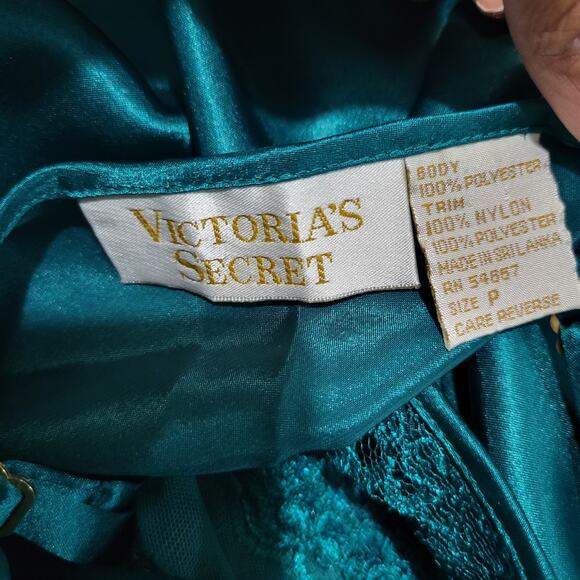 VICTORIA'S
SECRET
BODY
100% POLYESTER
TRIM
100% NYLON
100% POLYESTER
MADE IN SRI LANKA
RN 54867
SIZE P
CARE REVERSE